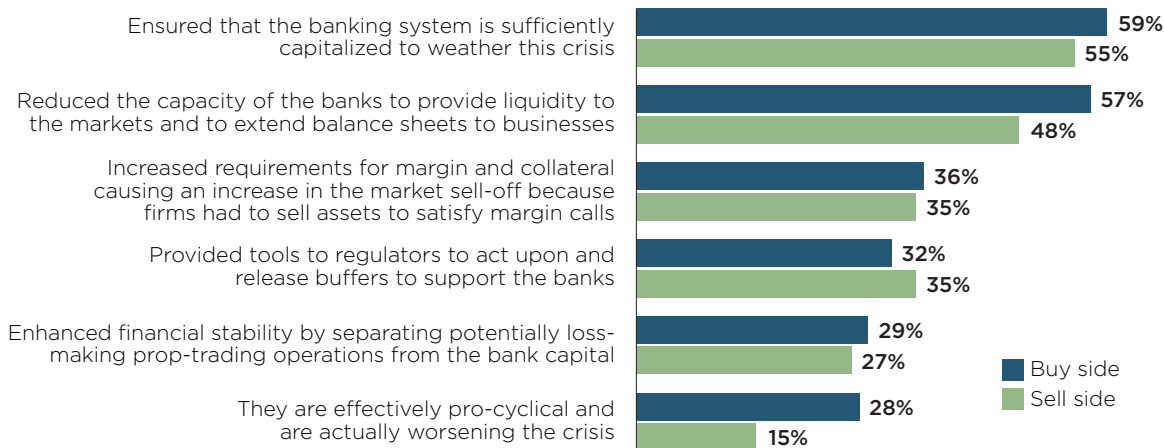 Ensured that the banking system is sufficiently
capitalized to weather this crisis
59%
55%
Reduced the capacity of the banks to provide liquidity to
the markets and to extend balance sheets to businesses
57%
48%
Increased requirements for margin and collateral
causing an increase in the market sell-off because
firms had to sell assets to satisfy margin calls
36%
35%
Provided tools to regulators to act upon and
release buffers to support the banks
32%
35%
Enhanced financial stability by separating potentially loss-
making prop-trading operations from the bank capital
29%
27%
They are effectively pro-cyclical and
are actually worsening the crisis
28%
15%
Buy side
Sell side